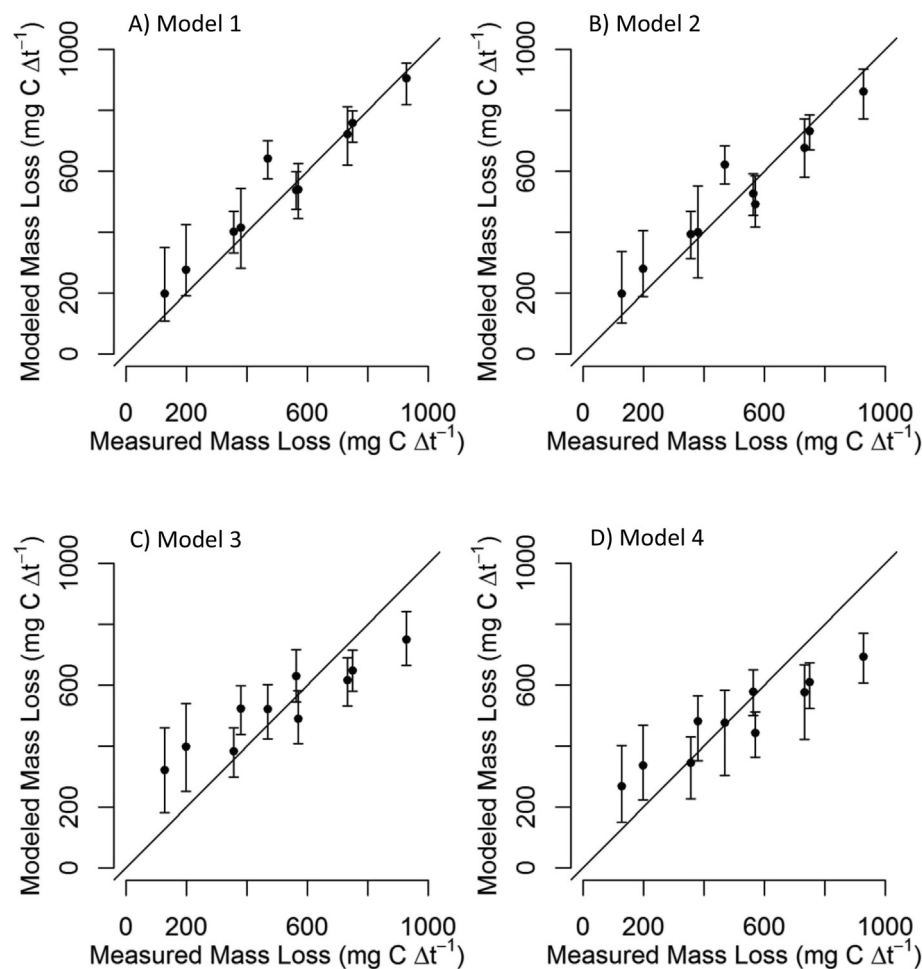 A) Model 1
Modeled Mass Loss (mg C Δt⁻¹)
1000
600
200
0
0 200 600 1000
Measured Mass Loss (mg C Δt⁻¹)
B) Model 2
Modeled Mass Loss (mg C Δt⁻¹)
1000
600
200
0
0 200 600 1000
Measured Mass Loss (mg C Δt⁻¹)
C) Model 3
Modeled Mass Loss (mg C Δt⁻¹)
1000
600
200
0
0 200 600 1000
Measured Mass Loss (mg C Δt⁻¹)
D) Model 4
Modeled Mass Loss (mg C Δt⁻¹)
1000
600
200
0
0 200 600 1000
Measured Mass Loss (mg C Δt⁻¹)